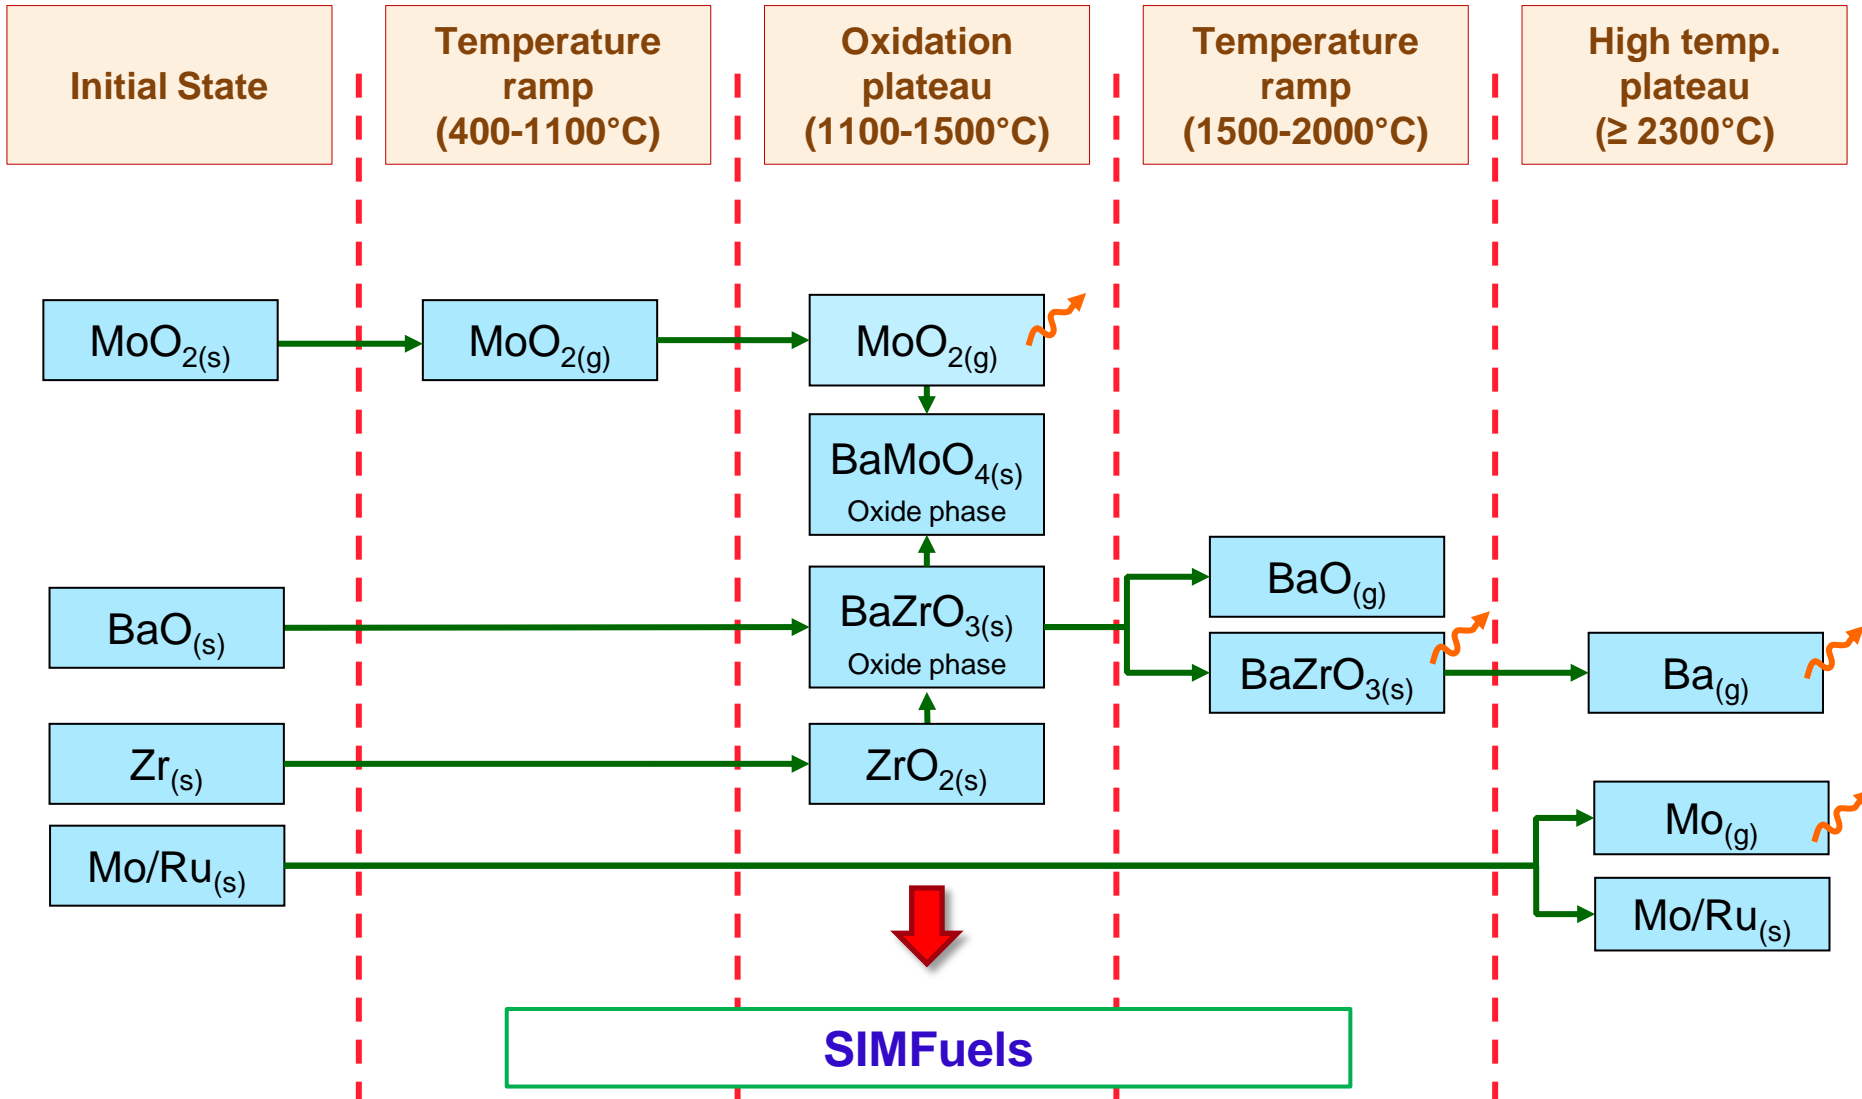 Initial State
Temperature
ramp
(400-1100°C)
Oxidation
plateau
(1100-1500°C)
Temperature
ramp
(1500-2000°C)
High temp.
plateau
(≥ 2300°C)
MoO2(s)
MoO2(g)
MoO2(g)
BaMoO4(s)
Oxide phase
BaO(s)
BaZrO3(s)
Oxide phase
BaO(g)
BaZrO3(s)
Ba(g)
Zr(s)
ZrO2(s)
Mo/Ru(s)
Mo(g)
Mo/Ru(s)
SIMFuels